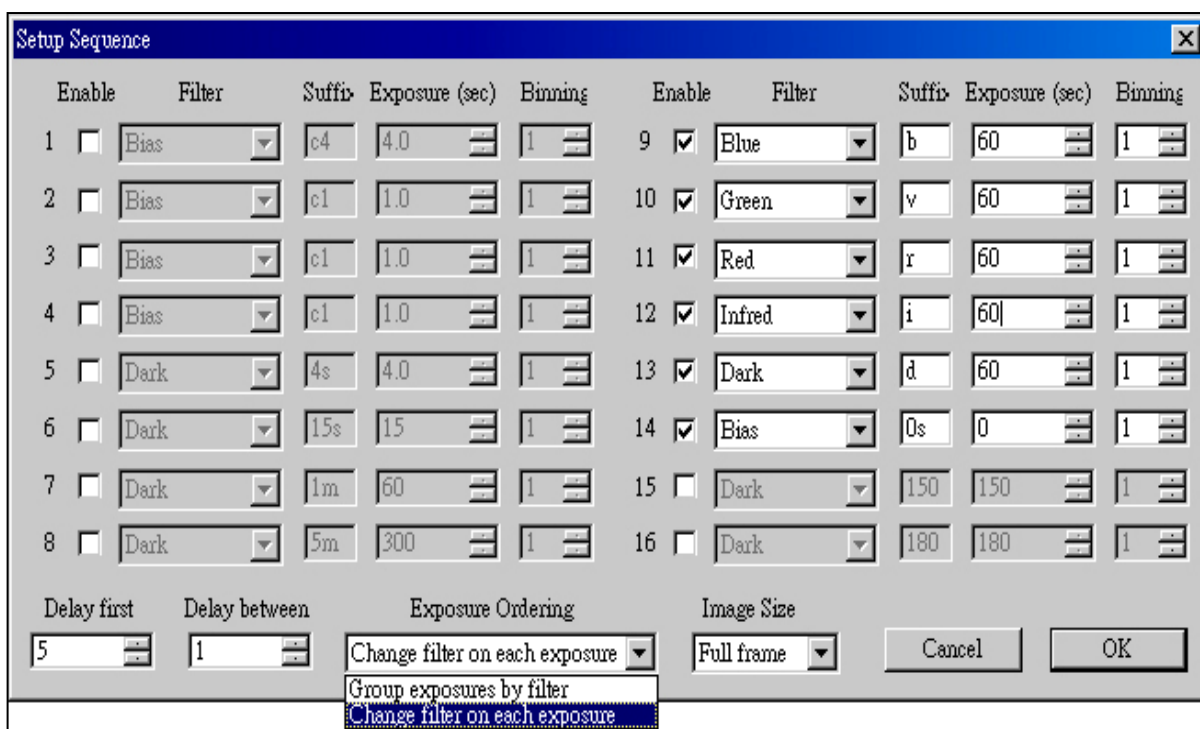 Setup Sequence
Enable Filter Suffix Exposure (sec) Binning Enable Filter Suffix Exposure (sec) Binning
1 Bias c4 4.0 1 9 Blue b 60 1
2 Bias c1 1.0 1 10 Green v 60 1
3 Bias c1 1.0 1 11 Red r 60 1
4 Bias c1 1.0 1 12 Infred i 60 1
5 Dark 4s 4.0 1 13 Dark d 60 1
6 Dark 15s 15 1 14 Bias 0s 0 1
7 Dark 1m 60 1 15 Dark 150 150 1
8 Dark 5m 300 1 16 Dark 180 180 1
Delay first Delay between Exposure Ordering Image Size
5 1 Change filter on each exposure Full frame Cancel OK
Group exposures by filter
Change filter on each exposure